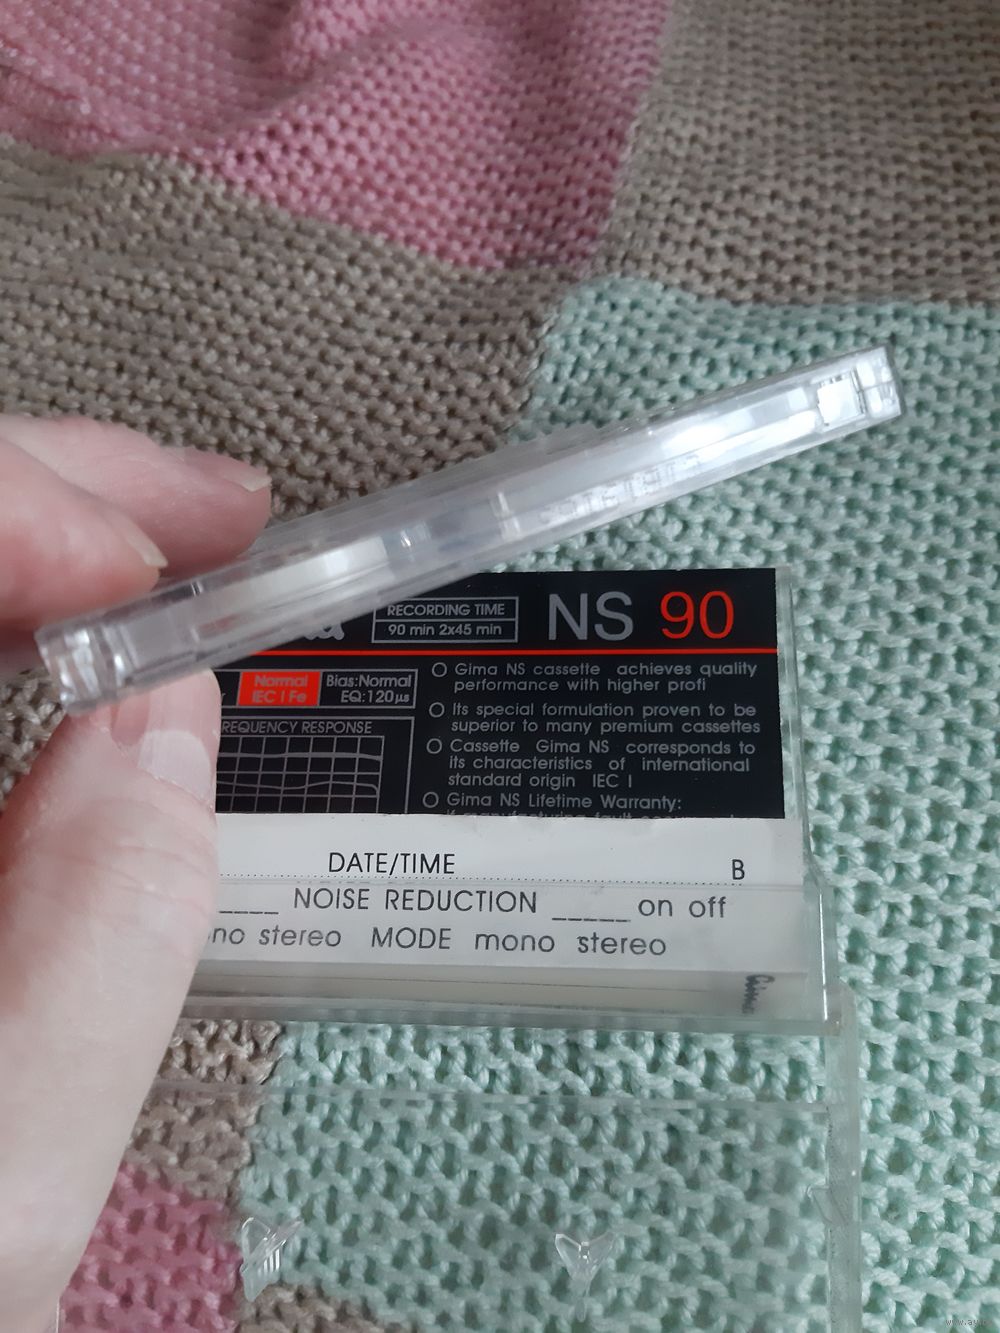 RECORDING TIME
90 min 2x45 min
NS 90
Normal
IEC I Fe
Bias:Normal
EQ:120μs
REQUENCY RESPONSE
Gima NS cassette achieves quality
performance with higher profi
Its special formulation proven to be
superior to many premium cassettes
Cassette Gima NS corresponds to
its characteristics of international
standard origin IEC I
Gima NS Lifetime Warranty:
DATE/TIME
B
____ NOISE REDUCTION _____ on off
no stereo MODE mono stereo